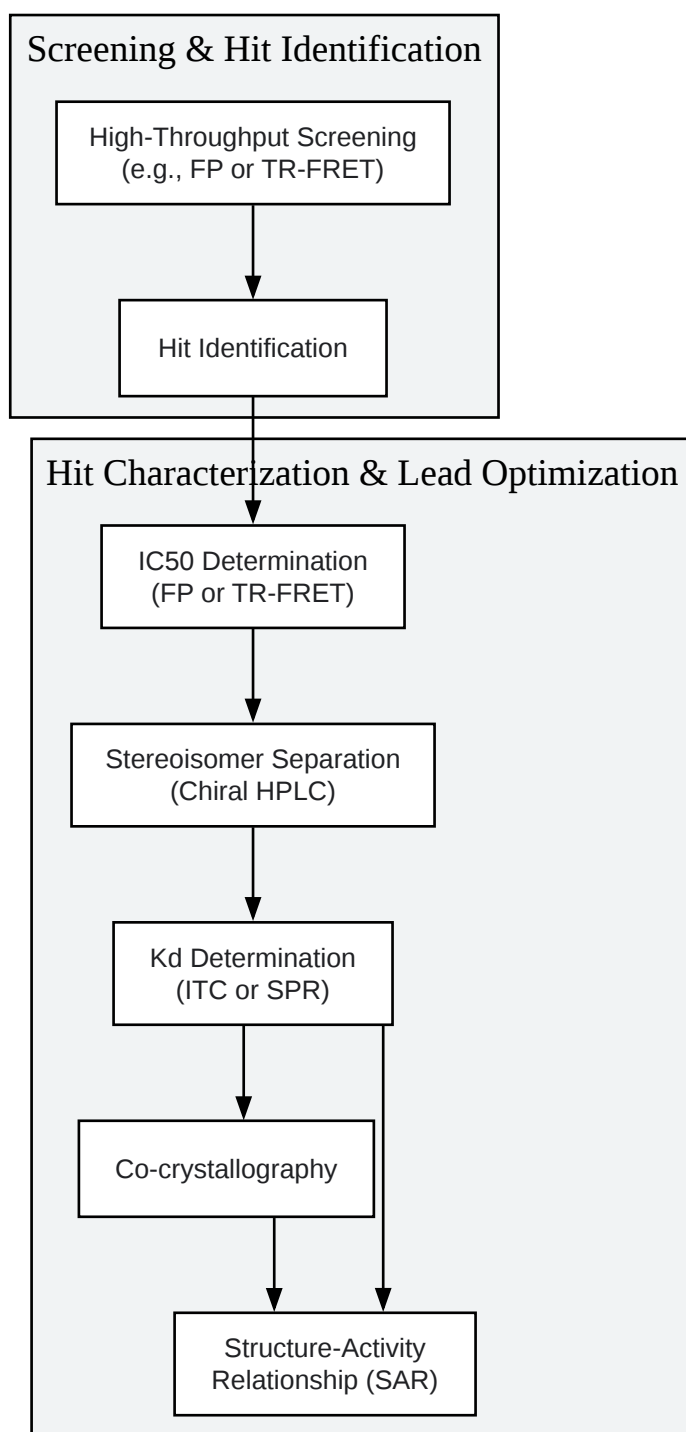 Screening & Hit Identification
High-Throughput Screening
(e.g., FP or TR-FRET)
Hit Identification
Hit Characterization & Lead Optimization
IC50 Determination
(FP or TR-FRET)
Stereoisomer Separation
(Chiral HPLC)
Kd Determination
(ITC or SPR)
Co-crystallography
Structure-Activity
Relationship (SAR)